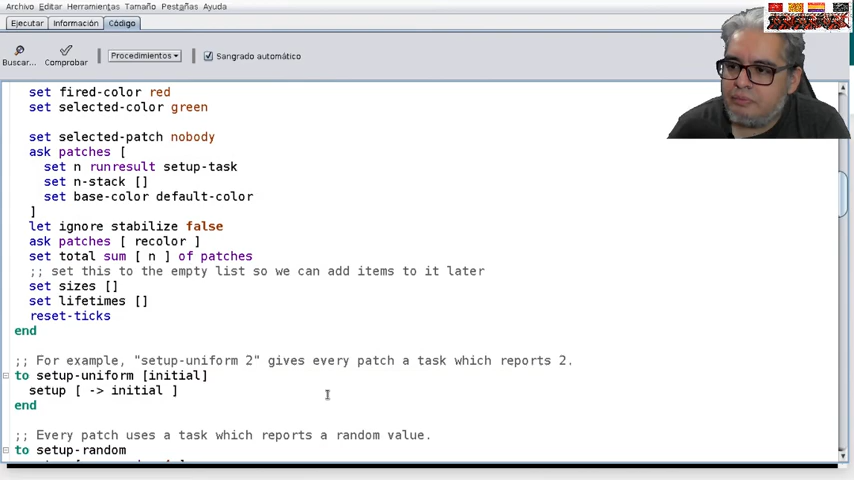 Archivo Editar Herramientas Tamaño Pestañas Ayuda
Ejecutar Información Código
Buscar... Comprobar Procedimientos Sangrado automático
set fired-color red
set selected-color green
set selected-patch nobody
ask patches [
set n runresult setup-task
set n-stack []
set base-color default-color
]
let ignore stabilize false
ask patches [ recolor ]
set total sum [ n ] of patches
;; set this to the empty list so we can add items to it later
set sizes []
set lifetimes []
reset-ticks
end
;; For example, "setup-uniform 2" gives every patch a task which reports 2.
to setup-uniform [initial]
setup [ -> initial ]
end
;; Every patch uses a task which reports a random value.
to setup-random